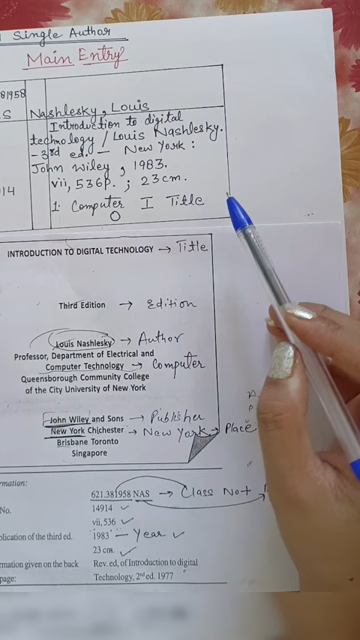 Single Author
Main Entry
81958
S
Nashlesky, Louis
Introduction to digital
technology / Louis Nashlesky.
- 3rd ed. — New York :
John Wiley, 1983.
vii, 536p. ; 23cm.
914
1. Computer I Title
INTRODUCTION TO DIGITAL TECHNOLOGY → Title
Third Edition → Edition
Louis Nashlesky → Author
Professor, Department of Electrical and
Computer Technology → Computer
Queensborough Community College
of the City University of New York
John Wiley and Sons → Publisher
New York Chichester → New York → Place
Brisbane Toronto
Singapore
rmation:
621.381958 NAS → Class No +
No. 14914
vii, 536
plication of the third ed. 1983 — Year
23 cm
rmation given on the back Rev. ed. of Introduction to digital
page: Technology, 2nd ed. 1977